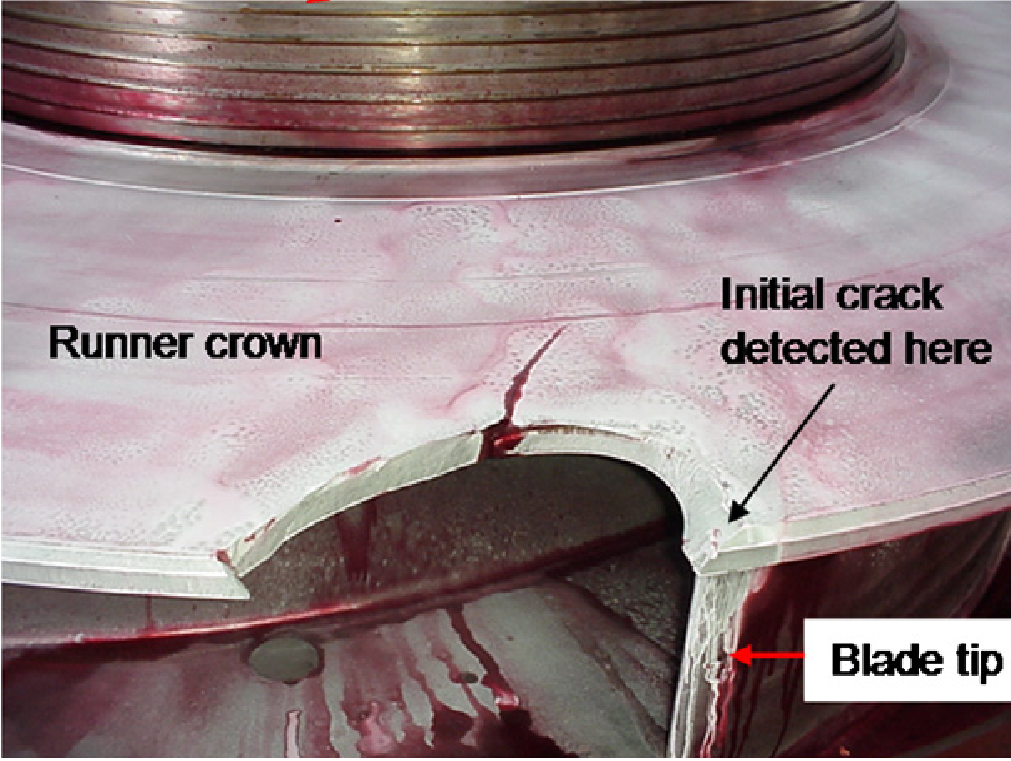 Initial crack
detected here
Runner crown
Blade tip